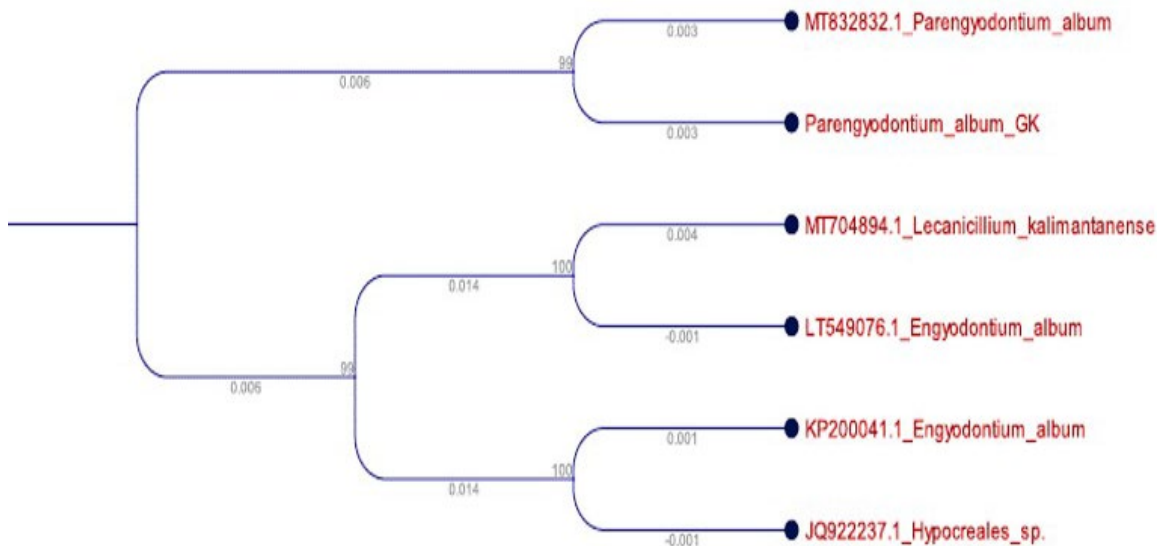 MT832832.1_Parengyodontium_album
0.003
99
0.006
0.003
Parengyodontium_album_GK
MT704894.1_Lecanicillium_kalimantanense
0.004
100
0.014
-0.001
LT549076.1_Engyodontium_album
99
0.006
KP200041.1_Engyodontium_album
0.001
100
0.014
-0.001
JQ922237.1_Hypocreales_sp.